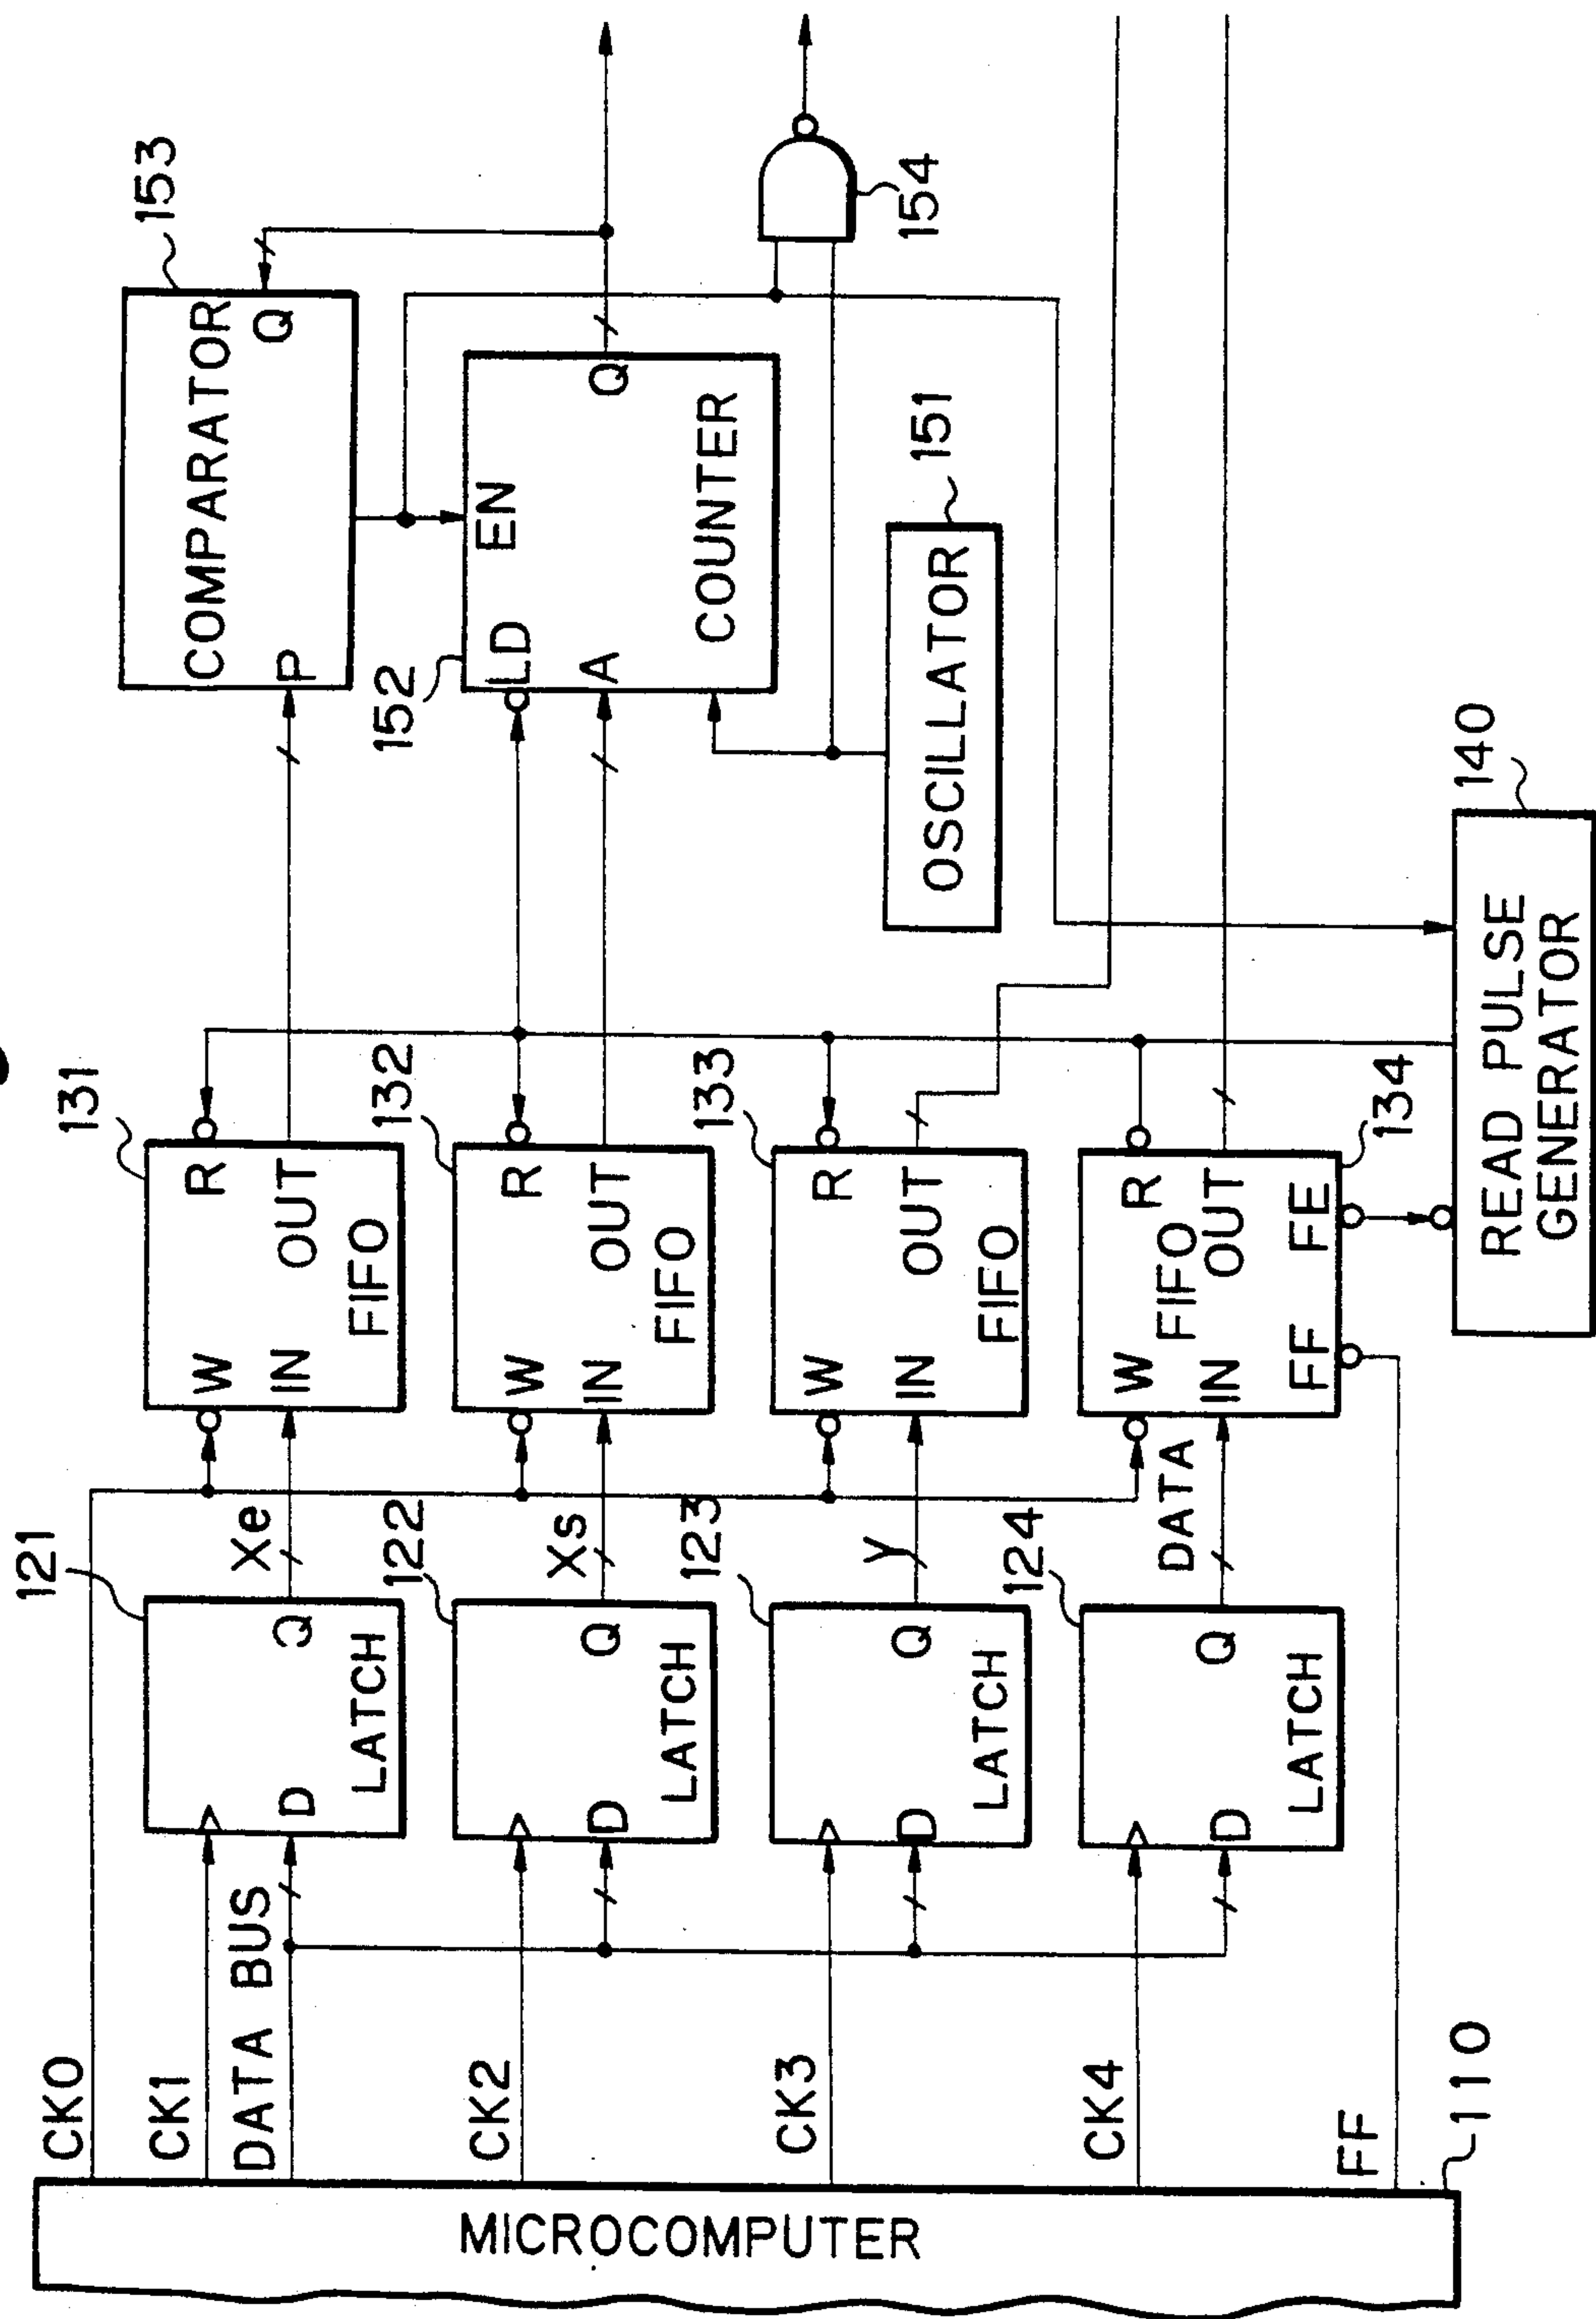 MICROCOMPUTER
110
CK0
CK1
DATA BUS
CK2
CK3
CK4
FF
121
D
Q
LATCH
Xe
122
D
Q
LATCH
Xs
123
D
Q
LATCH
Y
124
D
Q
LATCH
DATA
131
W
R
IN
OUT
FIFO
132
W
R
IN
OUT
FIFO
133
W
R
IN
OUT
FIFO
134
W
R
FIFO
IN
OUT
FF
FE
READ PULSE
GENERATOR
140
153
COMPARATOR
P
Q
152
LD
EN
A
Q
COUNTER
OSCILLATOR
151
154